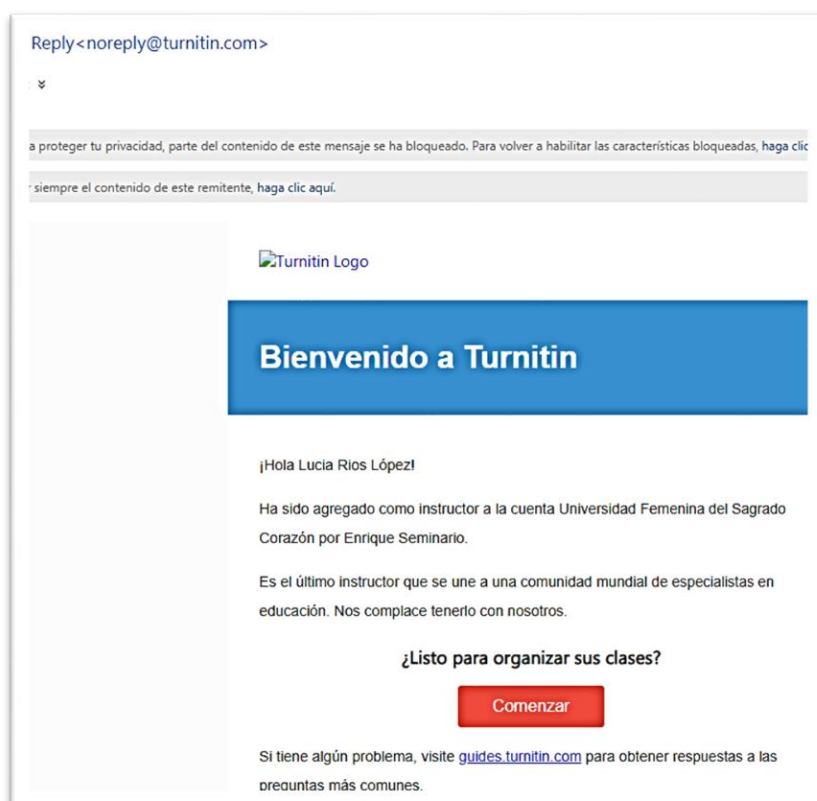 Reply<noreply@turnitin.com>
a proteger tu privacidad, parte del contenido de este mensaje se ha bloqueado. Para volver a habilitar las características bloqueadas, haga clic
siempre el contenido de este remitente, haga clic aquí.
Turnitin Logo
Bienvenido a Turnitin
¡Hola Lucia Rios López!
Ha sido agregado como instructor a la cuenta Universidad Femenina del Sagrado
Corazón por Enrique Seminario.
Es el último instructor que se une a una comunidad mundial de especialistas en
educación. Nos complace tenerlo con nosotros.
¿Listo para organizar sus clases?
Comenzar
Si tiene algún problema, visite guides.turnitin.com para obtener respuestas a las
preguntas más comunes.